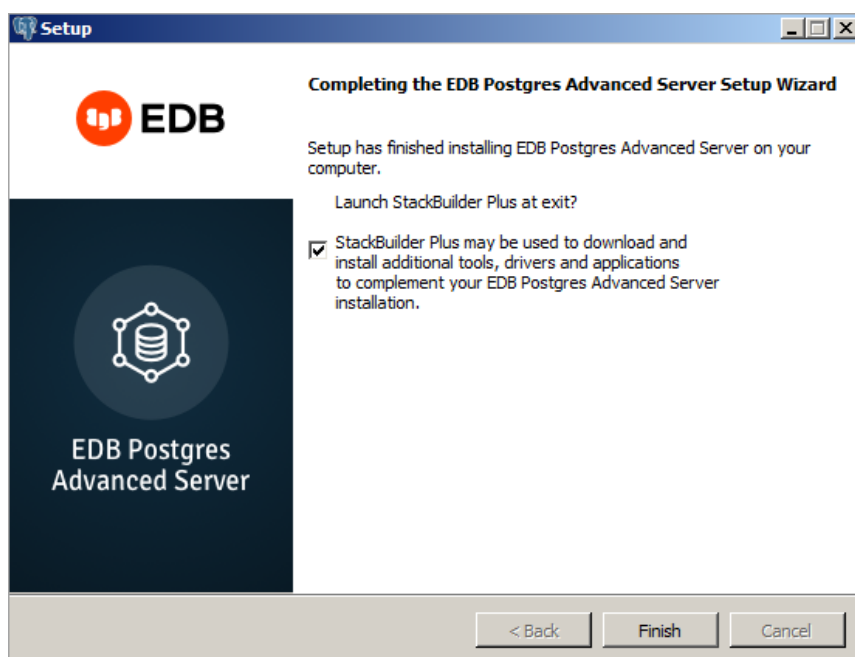 Setup
EDB
Completing the EDB Postgres Advanced Server Setup Wizard
Setup has finished installing EDB Postgres Advanced Server on your
computer.
Launch StackBuilder Plus at exit?
StackBuilder Plus may be used to download and
install additional tools, drivers and applications
to complement your EDB Postgres Advanced Server
installation.
EDB Postgres
Advanced Server
< Back
Finish
Cancel